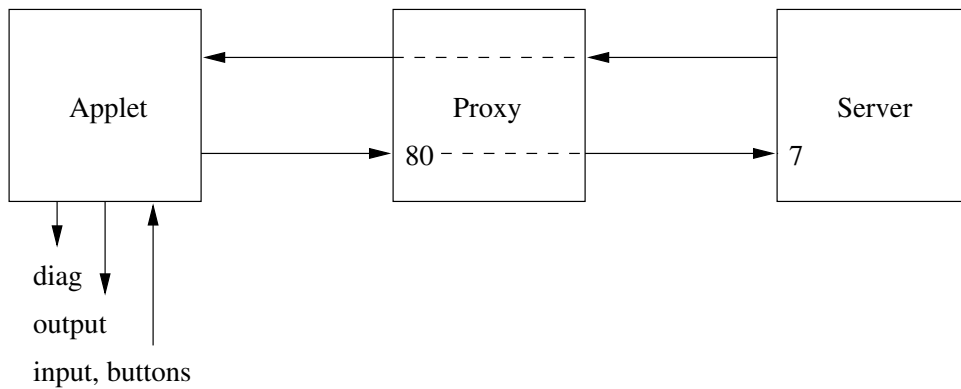 Applet
Proxy
Server
80
7
diag
output
input, buttons